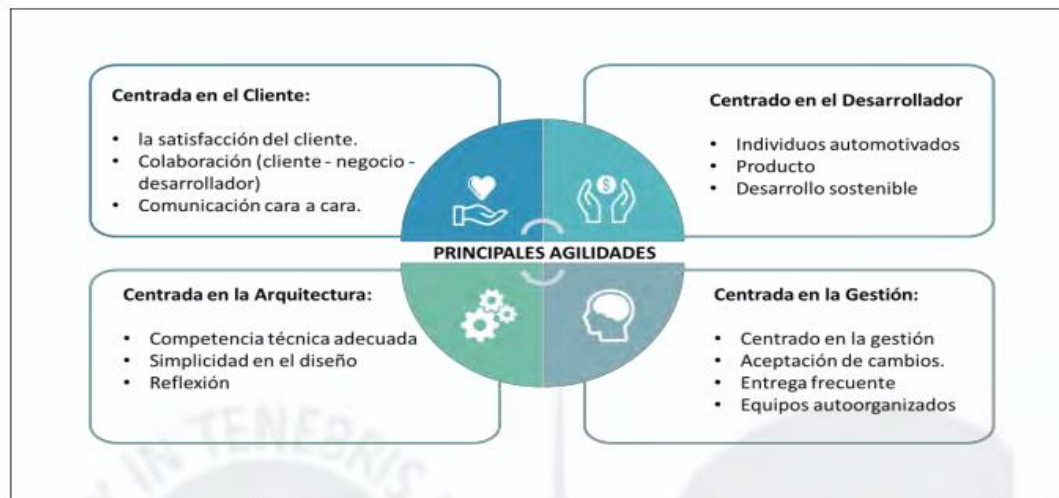 Centrada en el Cliente:
• la satisfacción del cliente.
• Colaboración (cliente - negocio -
desarrollador)
• Comunicación cara a cara.
Centrado en el Desarrollador
• Individuos automotivados
• Producto
• Desarrollo sostenible
$
PRINCIPALES AGILIDADES
Centrada en la Arquitectura:
• Competencia técnica adecuada
• Simplicidad en el diseño
• Reflexión
Centrada en la Gestión:
• Centrado en la gestión
• Aceptación de cambios.
• Entrega frecuente
• Equipos autoorganizados
IN TENEBRIS